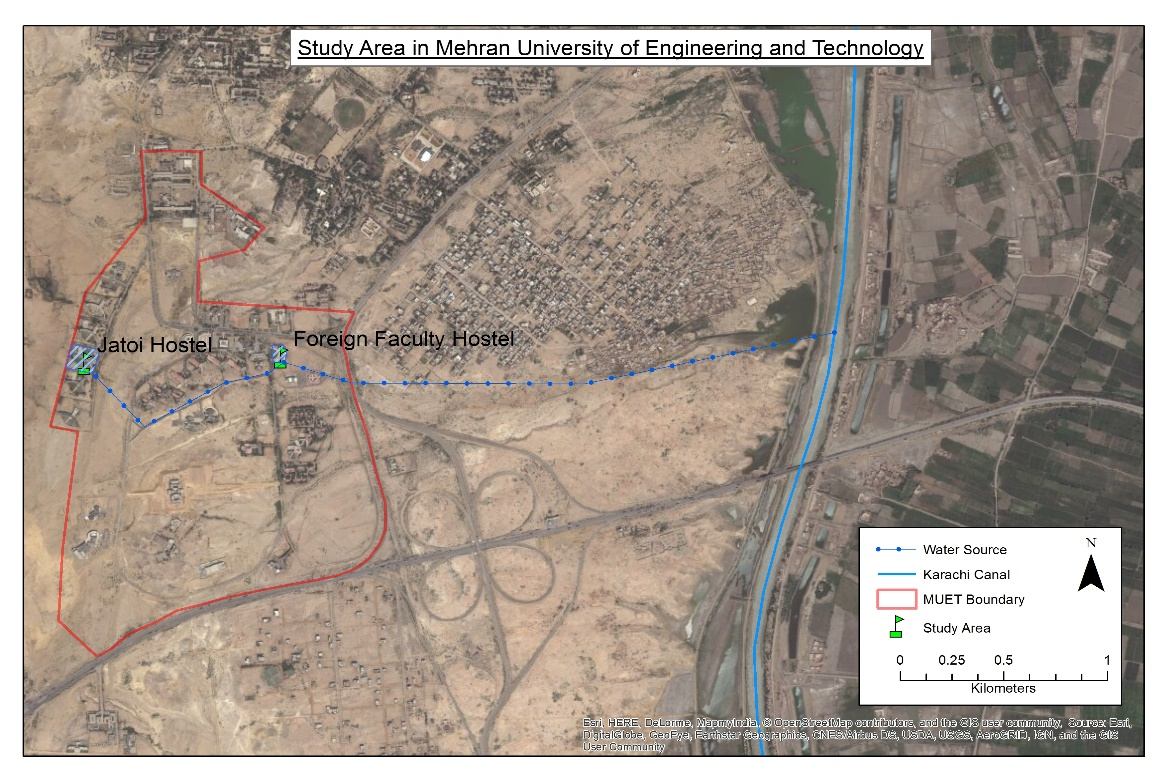 Study Area in Mehran University of Engineering and Technology
Jatoi Hostel
Foreign Faculty Hostel
Water Source
N
Karachi Canal
MUET Boundary
Study Area
0 0.25 0.5 1
Kilometers
Esri, HERE, DeLorme, MapmyIndia, © OpenStreetMap contributors, and the GIS user community, Source: Esri,
DigitalGlobe, GeoEye, Earthstar Geographics, CNES/Airbus DS, USDA, USGS, AeroGRID, IGN, and the GIS
User Community